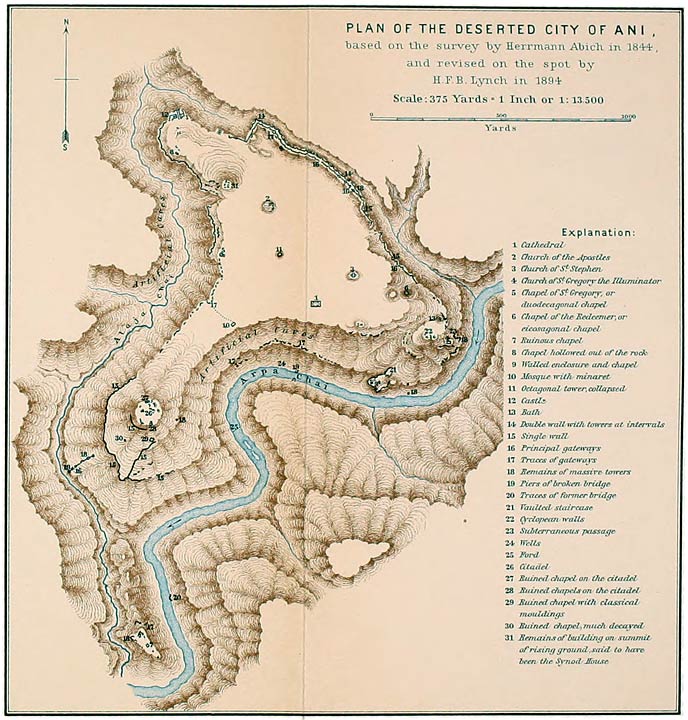 PLAN OF THE DESERTED CITY OF ANI,
based on the survey by Herrmann Abich in 1844,
and revised on the spot by
H.F.B. Lynch in 1894
Scale: 375 Yards = 1 Inch or 1: 13.500
0 500 1000
Yards
N
S
Explanation:
1 Cathedral
2 Church of the Apostles
3 Church of St. Stephen
4 Church of St. Gregory the Illuminator
5 Chapel of St. Gregory, or
duodecagonal chapel
6 Chapel of the Redeemer, or
eicosagonal chapel
7 Ruinous chapel
8 Chapel hollowed out of the rock
9 Walled enclosure and chapel
10 Mosque with minaret
11 Octagonal tower, collapsed
12 Castle
13 Bath
14 Double wall with towers at intervals
15 Single wall
16 Principal gateways
17 Traces of gateways
18 Remains of massive towers
19 Piers of broken bridge
20 Traces of former bridge
21 Vaulted staircase
22 Cyclopean walls
23 Subterraneous passage
24 Wells
25 Ford
26 Citadel
27 Ruined chapel on the citadel
28 Ruined chapels on the citadel
29 Ruined chapel with classical
mouldings
30 Ruined chapel, much decayed
31 Remains of building on summit
of rising ground, said to have
been the Synod-House
Artificial Caves
Alaja Chai
Artificial Caves
Arpa Chai